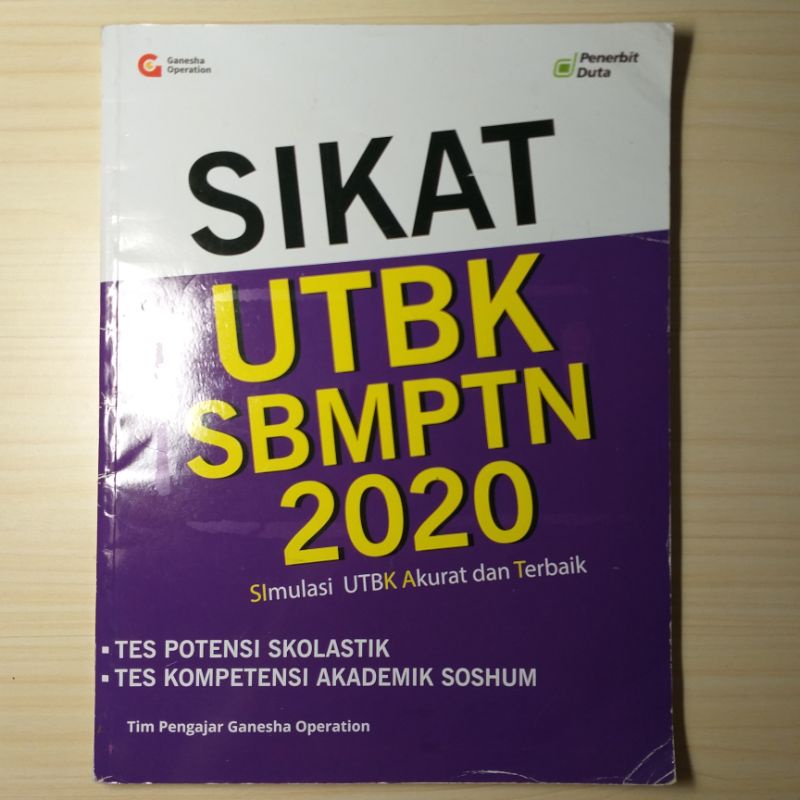 Ganesha
Operation
Penerbit
Duta
SIKAT
UTBK
SBMPTN
2020
SImulasi UTBK Akurat dan Terbaik
▪ TES POTENSI SKOLASTIK
▪ TES KOMPETENSI AKADEMIK SOSHUM
Tim Pengajar Ganesha Operation